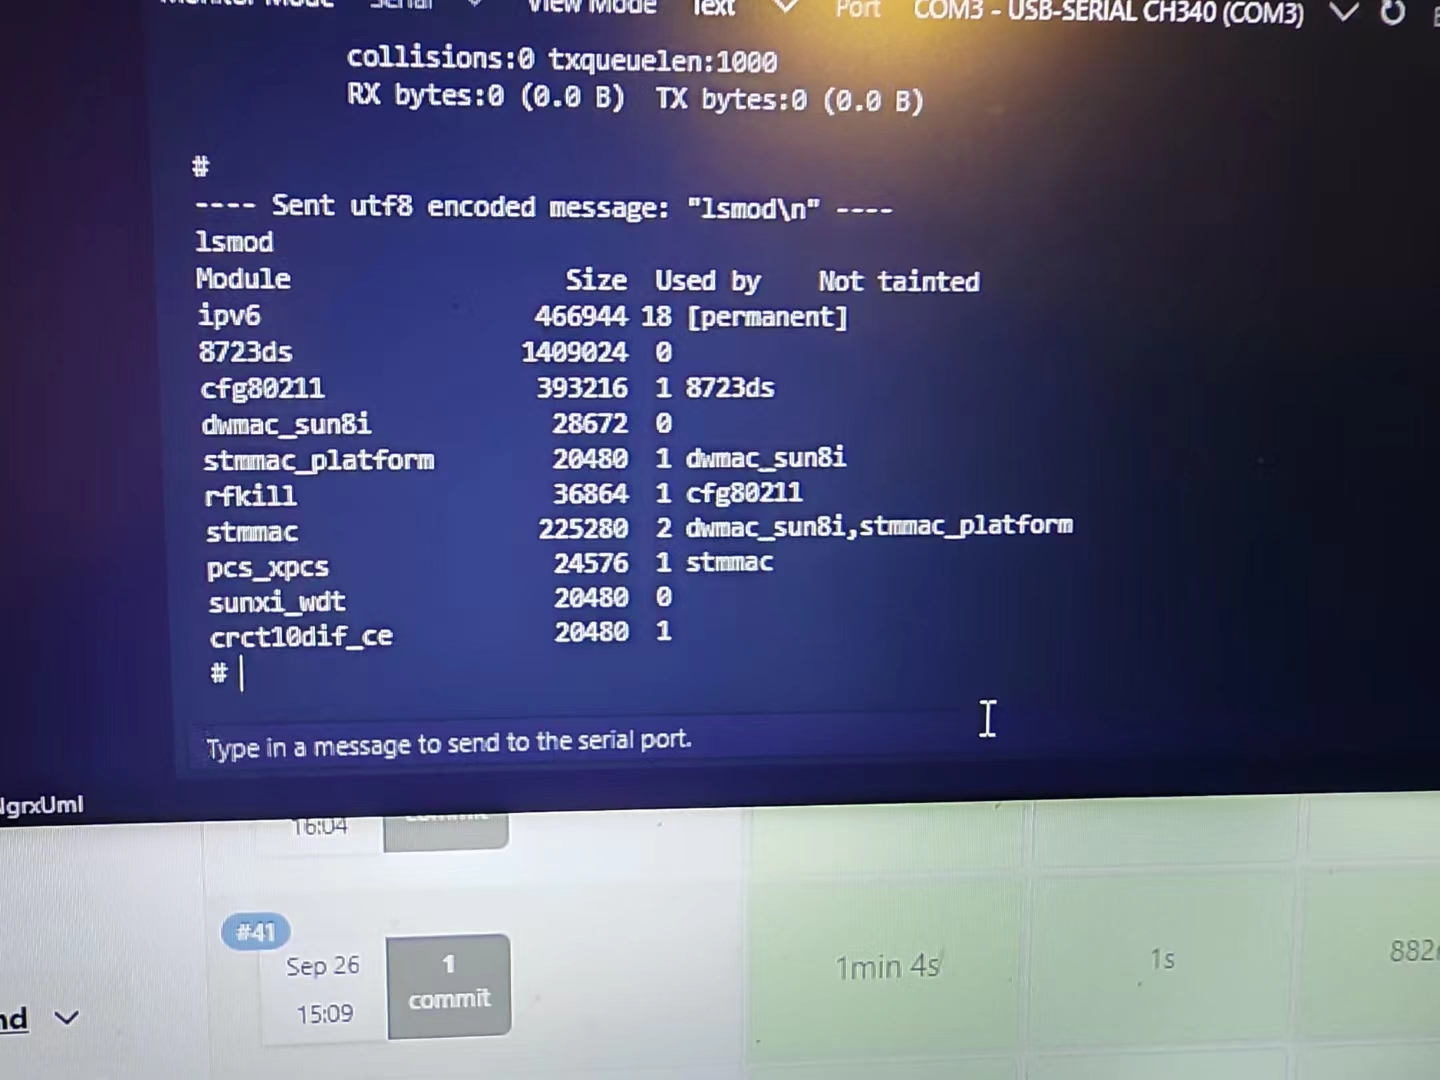 Monitor Mode Serial View Mode Text Port COM3 - USB-SERIAL CH340 (COM3)
collisions:0 txqueuelen:1000
RX bytes:0 (0.0 B)  TX bytes:0 (0.0 B)
#
---- Sent utf8 encoded message: "lsmod\n" ----
lsmod
Module Size Used by Not tainted
ipv6 466944 18 [permanent]
8723ds 1409024 0
cfg80211 393216 1 8723ds
dwmac_sun8i 28672 0
stmmac_platform 20480 1 dwmac_sun8i
rfkill 36864 1 cfg80211
stmmac 225280 2 dwmac_sun8i,stmmac_platform
pcs_xpcs 24576 1 stmmac
sunxi_wdt 20480 0
crct10dif_ce 20480 1
#
Type in a message to send to the serial port.
16:04 commit
#41
Sep 26
15:09
1
commit
1min 4s
1s